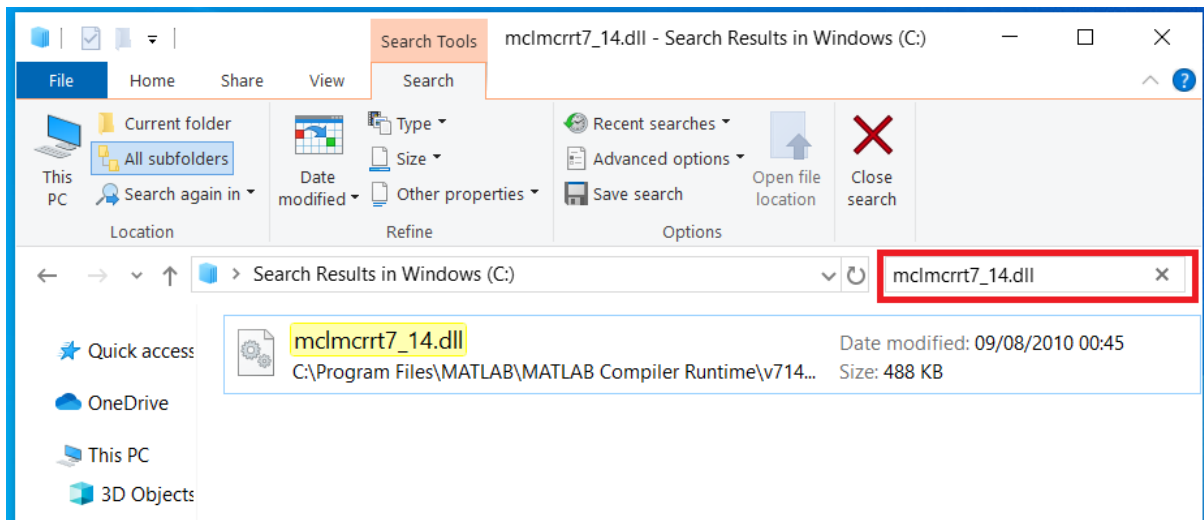 Search Tools
mclmcrrt7_14.dll - Search Results in Windows (C:)
File
Home
Share
View
Search
This
PC
Current folder
All subfolders
Search again in
Location
Date
modified
Type
Size
Other properties
Refine
Recent searches
Advanced options
Save search
Open file
location
Options
Close
search
Search Results in Windows (C:)
mclmcrrt7_14.dll
Quick access
OneDrive
This PC
3D Objects
mclmcrrt7_14.dll
C:\Program Files\MATLAB\MATLAB Compiler Runtime\v714...
Date modified: 09/08/2010 00:45
Size: 488 KB